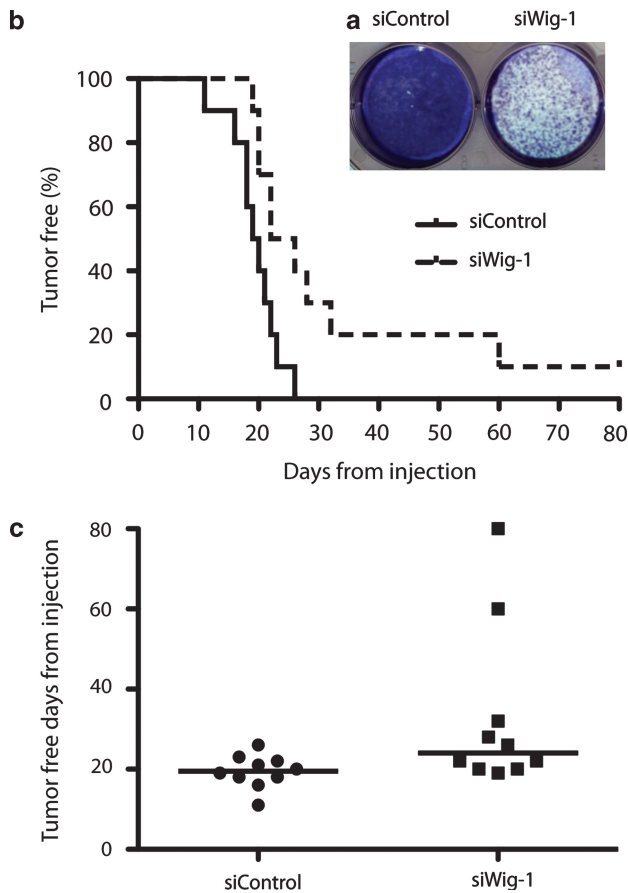 b
a
siControl
siWig-1
100
80
60
40
20
0
Tumor free (%)
siControl
siWig-1
0 10 20 30 40 50 60 70 80
Days from injection
c
80
60
40
20
0
Tumor free days from injection
siControl
siWig-1